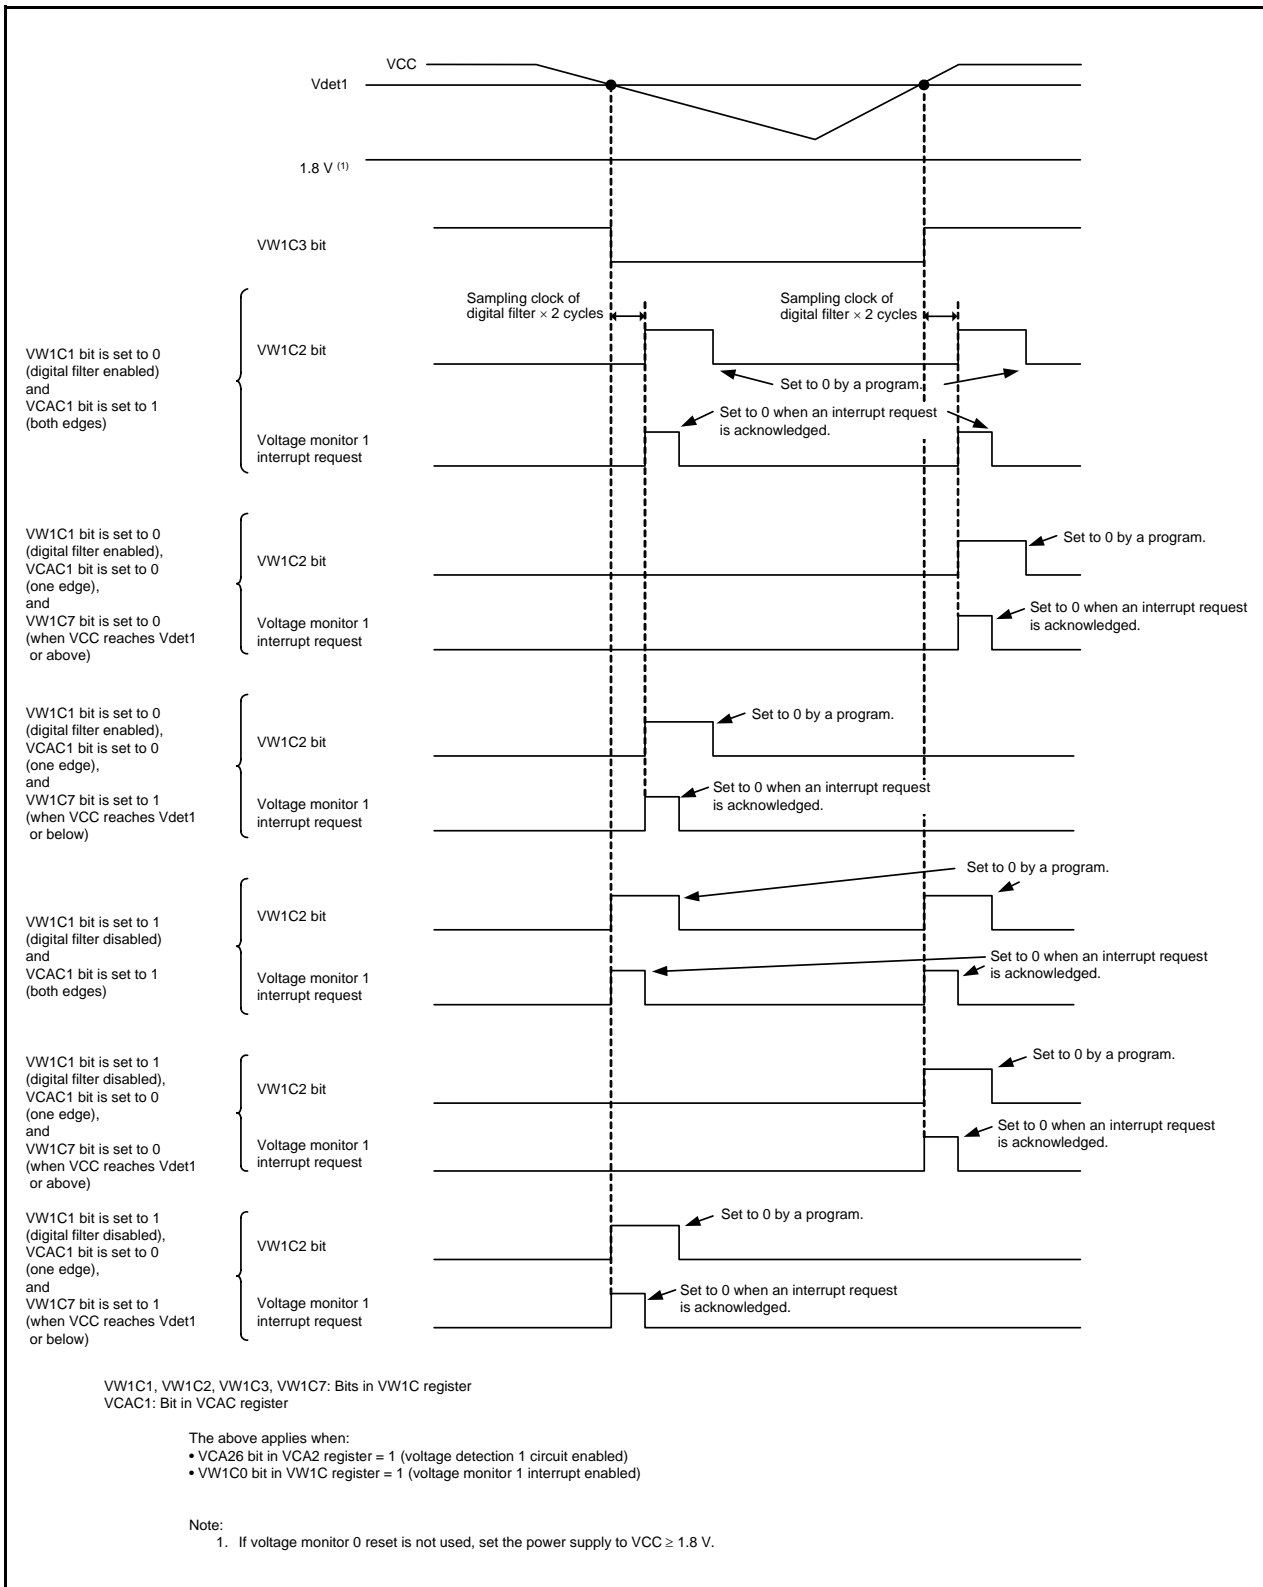 VCC
Vdet1
1.8 V (1)
VW1C3 bit
Sampling clock of
digital filter × 2 cycles
Sampling clock of
digital filter × 2 cycles
VW1C1 bit is set to 0
(digital filter enabled)
and
VCAC1 bit is set to 1
(both edges)
VW1C2 bit
Set to 0 by a program.
Set to 0 when an interrupt request
is acknowledged.
Voltage monitor 1
interrupt request
VW1C1 bit is set to 0
(digital filter enabled),
VCAC1 bit is set to 0
(one edge),
and
VW1C7 bit is set to 0
(when VCC reaches Vdet1
or above)
VW1C2 bit
Set to 0 by a program.
Voltage monitor 1
interrupt request
Set to 0 when an interrupt request
is acknowledged.
VW1C1 bit is set to 0
(digital filter enabled),
VCAC1 bit is set to 0
(one edge),
and
VW1C7 bit is set to 1
(when VCC reaches Vdet1
or below)
VW1C2 bit
Set to 0 by a program.
Voltage monitor 1
interrupt request
Set to 0 when an interrupt request
is acknowledged.
VW1C1 bit is set to 1
(digital filter disabled)
and
VCAC1 bit is set to 1
(both edges)
VW1C2 bit
Set to 0 by a program.
Voltage monitor 1
interrupt request
Set to 0 when an interrupt request
is acknowledged.
VW1C1 bit is set to 1
(digital filter disabled),
VCAC1 bit is set to 0
(one edge),
and
VW1C7 bit is set to 0
(when VCC reaches Vdet1
or above)
VW1C2 bit
Set to 0 by a program.
Voltage monitor 1
interrupt request
Set to 0 when an interrupt request
is acknowledged.
VW1C1 bit is set to 1
(digital filter disabled),
VCAC1 bit is set to 0
(one edge),
and
VW1C7 bit is set to 1
(when VCC reaches Vdet1
or below)
VW1C2 bit
Set to 0 by a program.
Voltage monitor 1
interrupt request
Set to 0 when an interrupt request
is acknowledged.
VW1C1, VW1C2, VW1C3, VW1C7: Bits in VW1C register
VCAC1: Bit in VCAC register
The above applies when:
• VCA26 bit in VCA2 register = 1 (voltage detection 1 circuit enabled)
• VW1C0 bit in VW1C register = 1 (voltage monitor 1 interrupt enabled)
Note:
1. If voltage monitor 0 reset is not used, set the power supply to VCC ≥ 1.8 V.